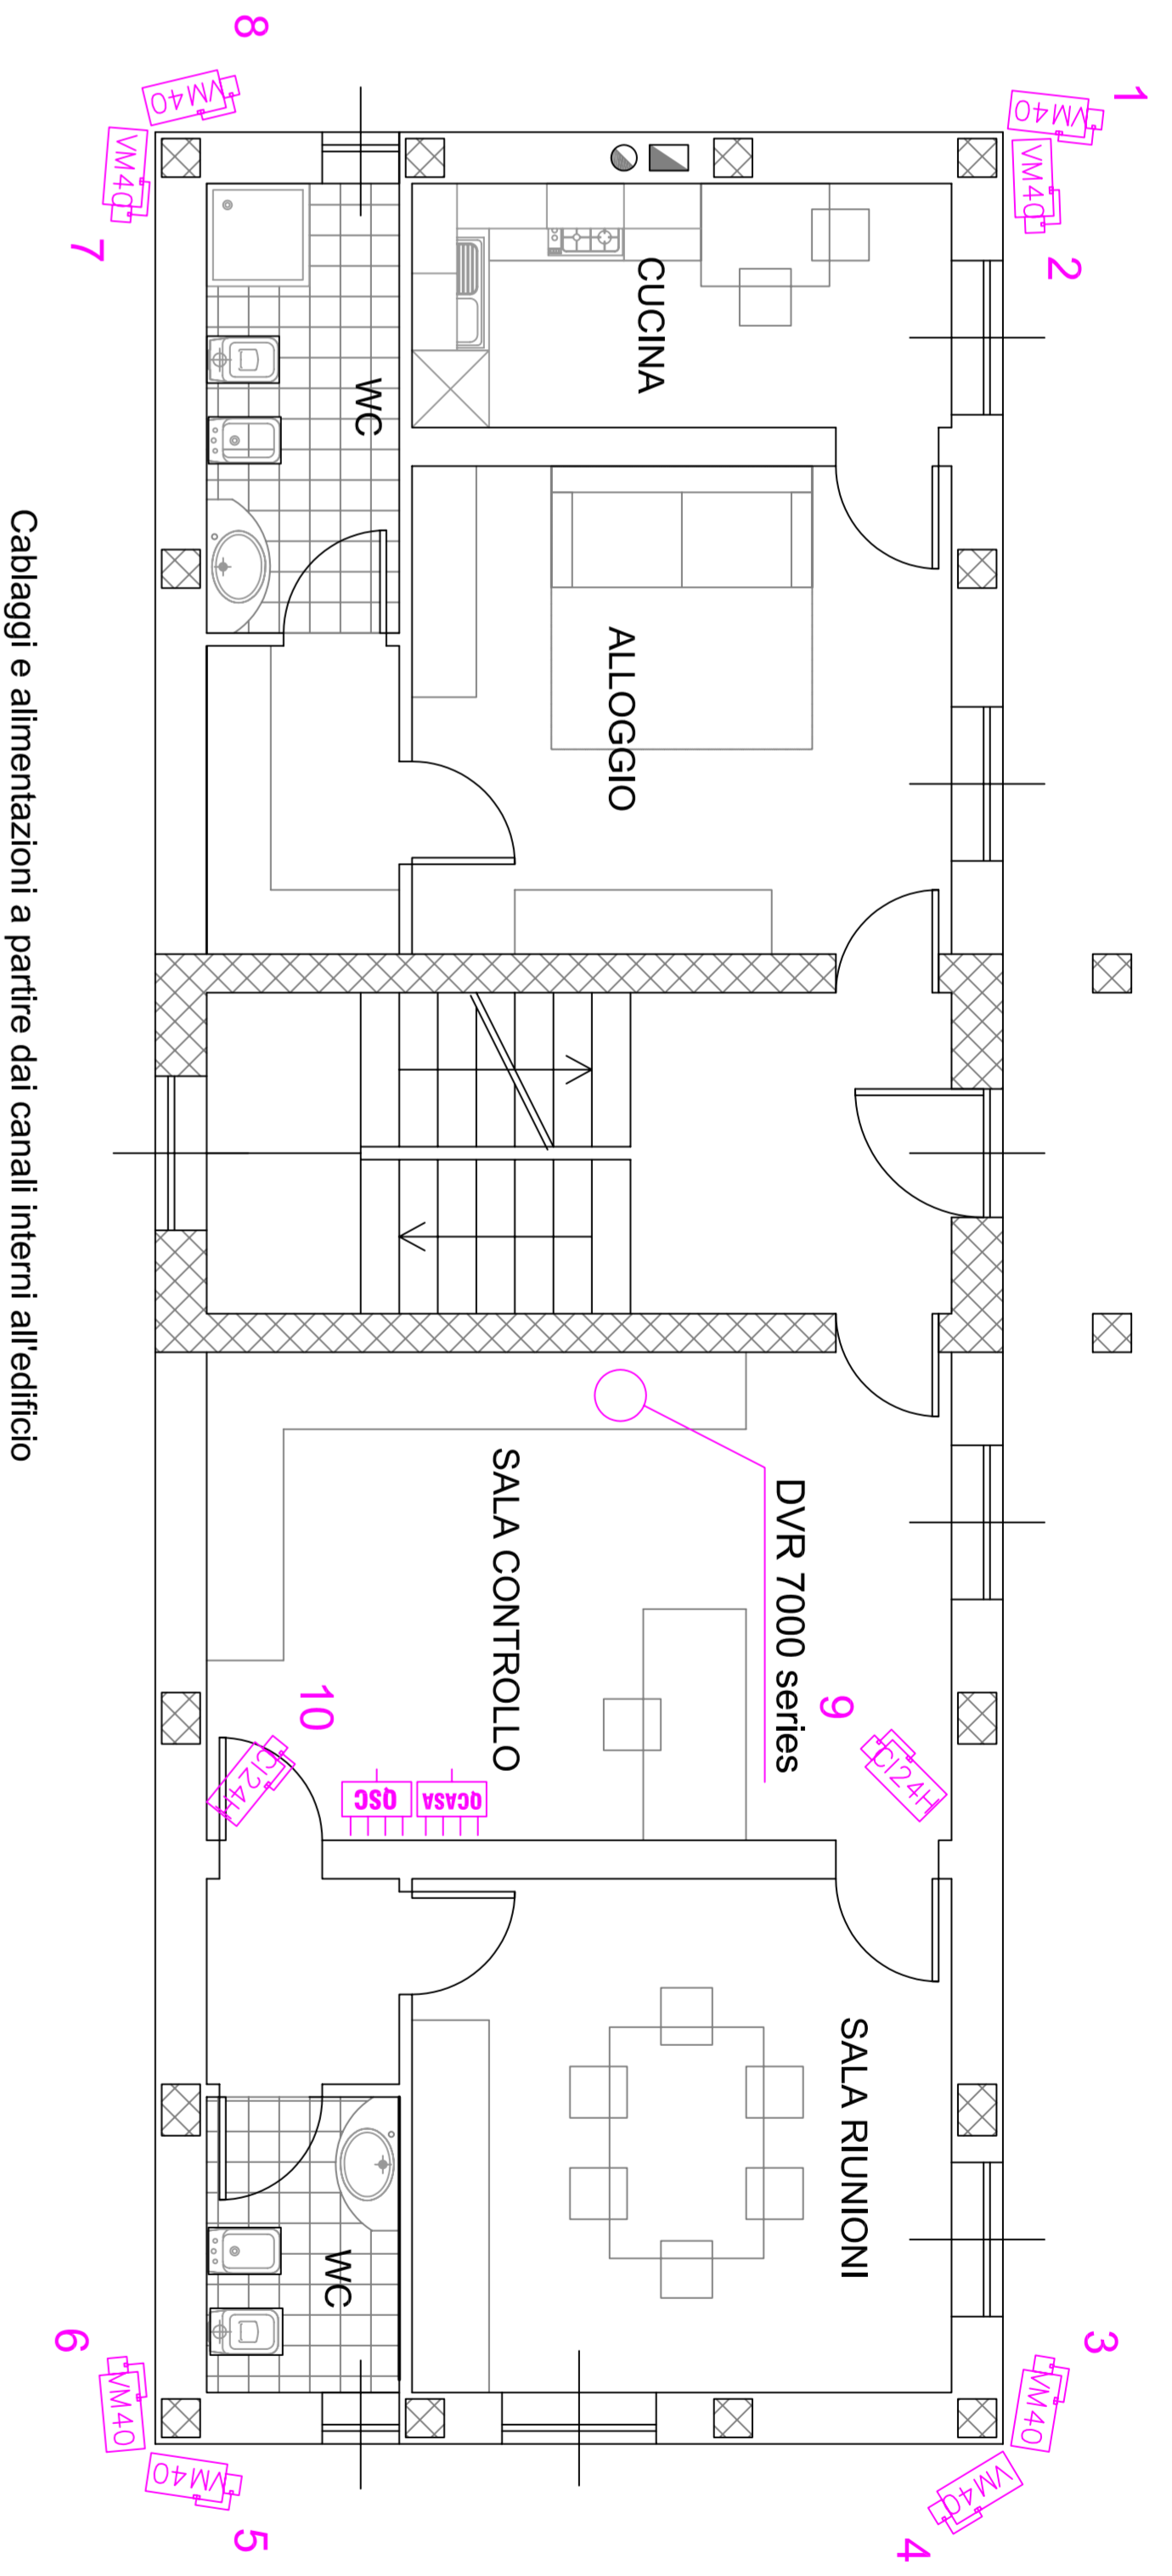 1
VM40
VM40
2
8
VM40
VM40
7
CUCINA
WC
ALLOGGIO
DVR 7000 series
SALA CONTROLLO
9
CI24H
10
CI24H
QCASA
QSC
SALA RIUNIONI
WC
3
VM40
VM40
4
6
VM40
VM40
5
Cablaggi e alimentazioni a partire dai canali interni all'edificio